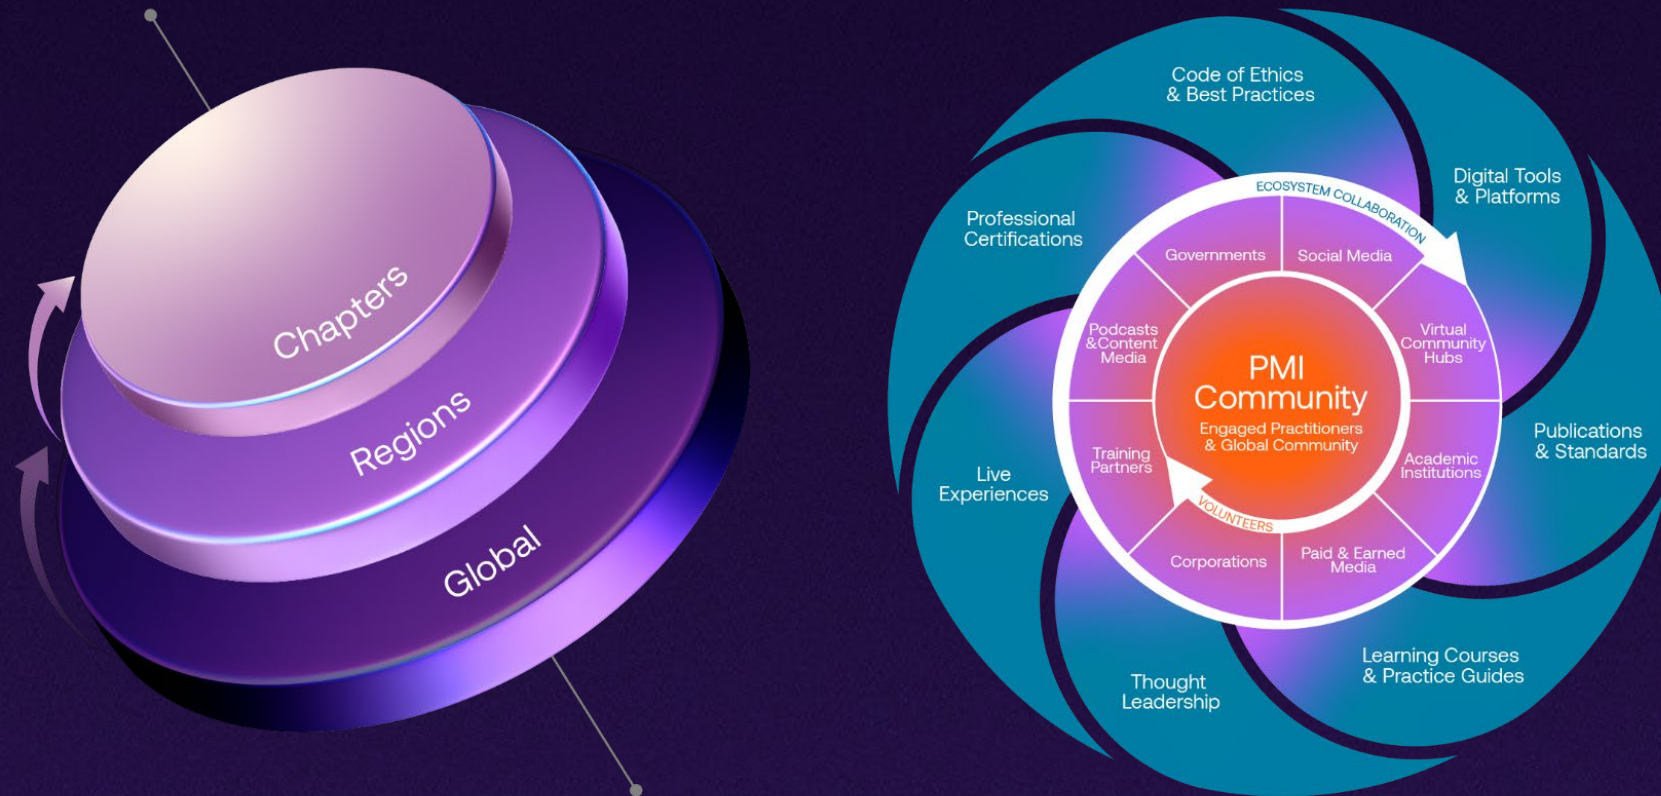 Chapters
Regions
Global
Code of Ethics
& Best Practices
Digital Tools
& Platforms
Professional
Certifications
ECOSYSTEM COLLABORATION
Governments
Social Media
Podcasts
&Content
Media
Virtual
Community
Hubs
PMI
Community
Engaged Practitioners
& Global Community
Training
Partners
Academic
Institutions
VOLUNTEERS
Corporations
Paid & Earned
Media
Live
Experiences
Publications
& Standards
Thought
Leadership
Learning Courses
& Practice Guides